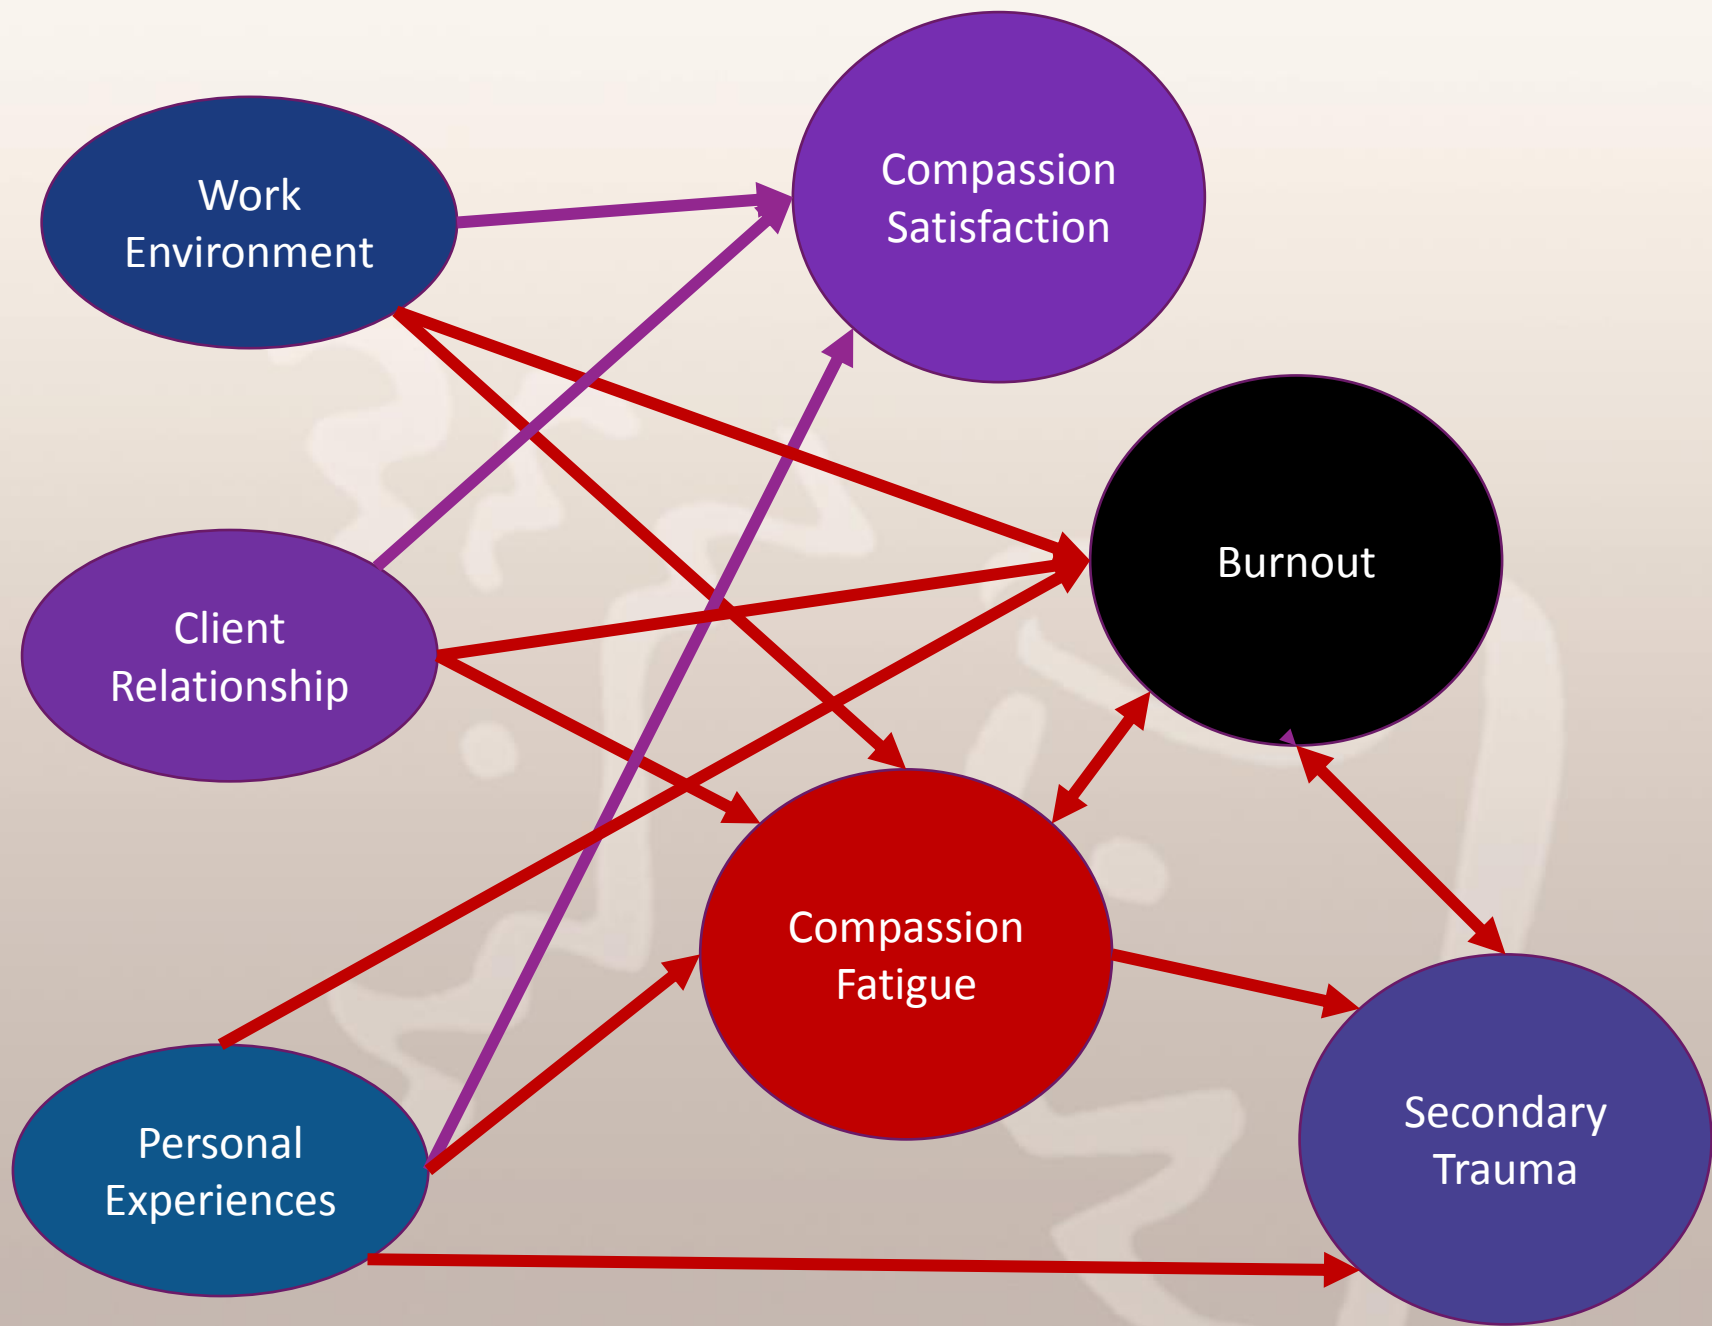 Work
Environment
Compassion
Satisfaction
Burnout
Client
Relationship
Compassion
Fatigue
Personal
Experiences
Secondary
Trauma